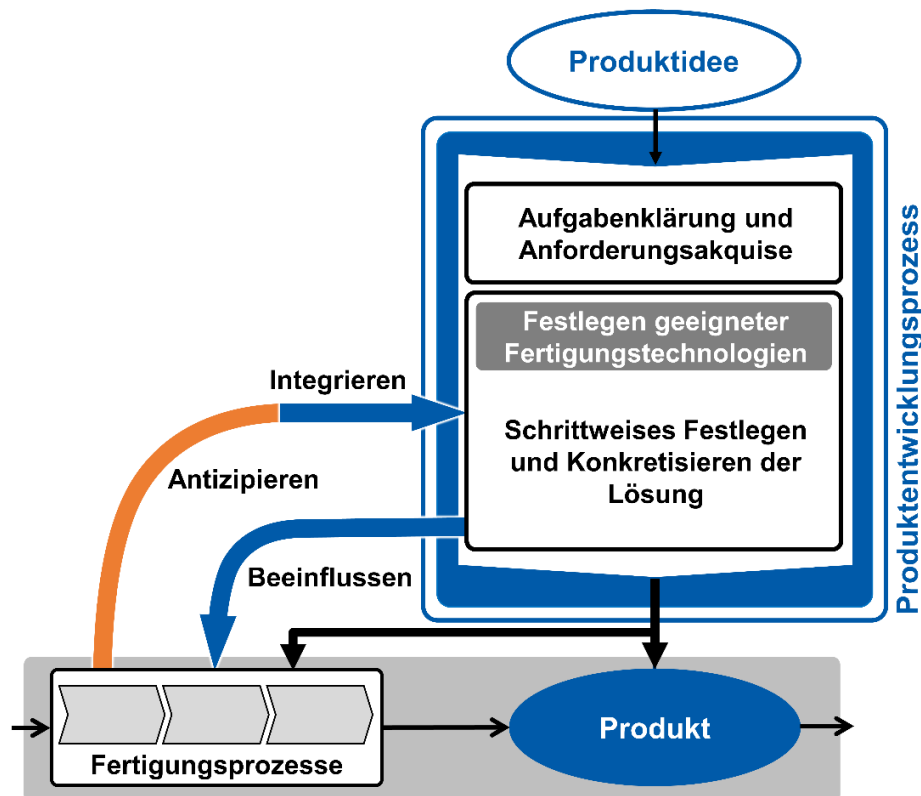 Produktidee
Produktentwicklungsprozess
Aufgabenklärung und
Anforderungsakquise
Festlegen geeigneter
Fertigungstechnologien
Integrieren
Schrittweises Festlegen
und Konkretisieren der
Lösung
Antizipieren
Beeinflussen
Produkt
Fertigungsprozesse